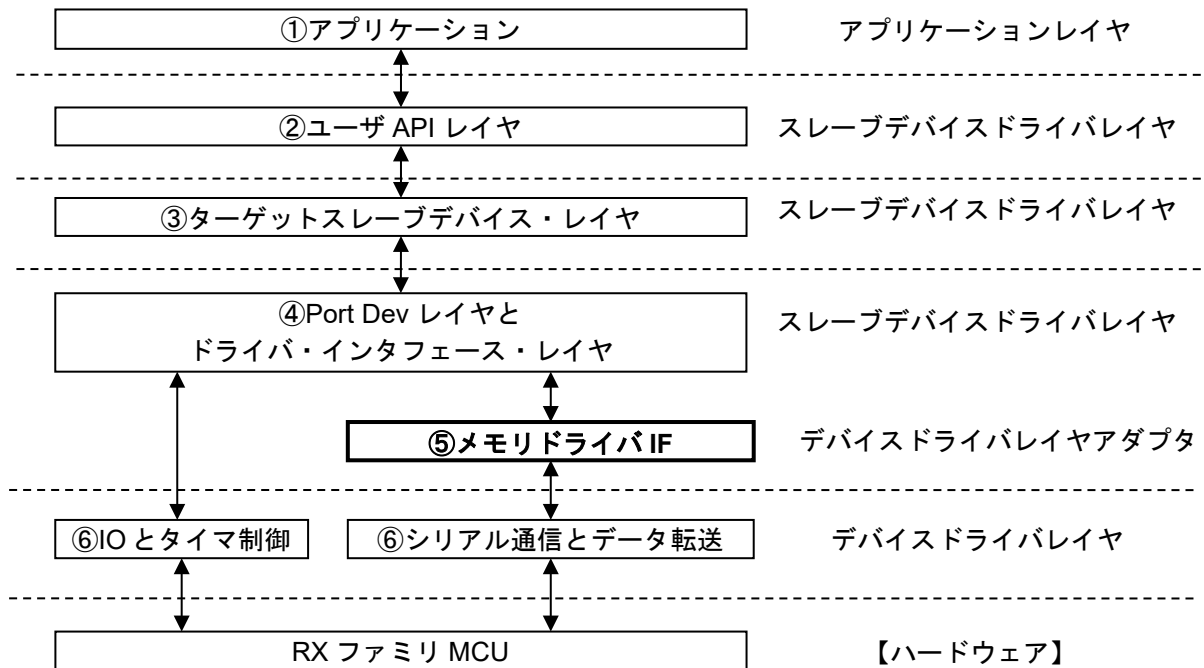 ①アプリケーション アプリケーションレイヤ
②ユーザ API レイヤ スレーブデバイスドライバレイヤ
③ターゲットスレーブデバイス・レイヤ スレーブデバイスドライバレイヤ
④Port Dev レイヤと
ドライバ・インタフェース・レイヤ スレーブデバイスドライバレイヤ
⑤メモリドライバ IF デバイスドライバレイヤアダプタ
⑥IO とタイマ制御 ⑥シリアル通信とデータ転送 デバイスドライバレイヤ
RX ファミリ MCU 【ハードウェア】